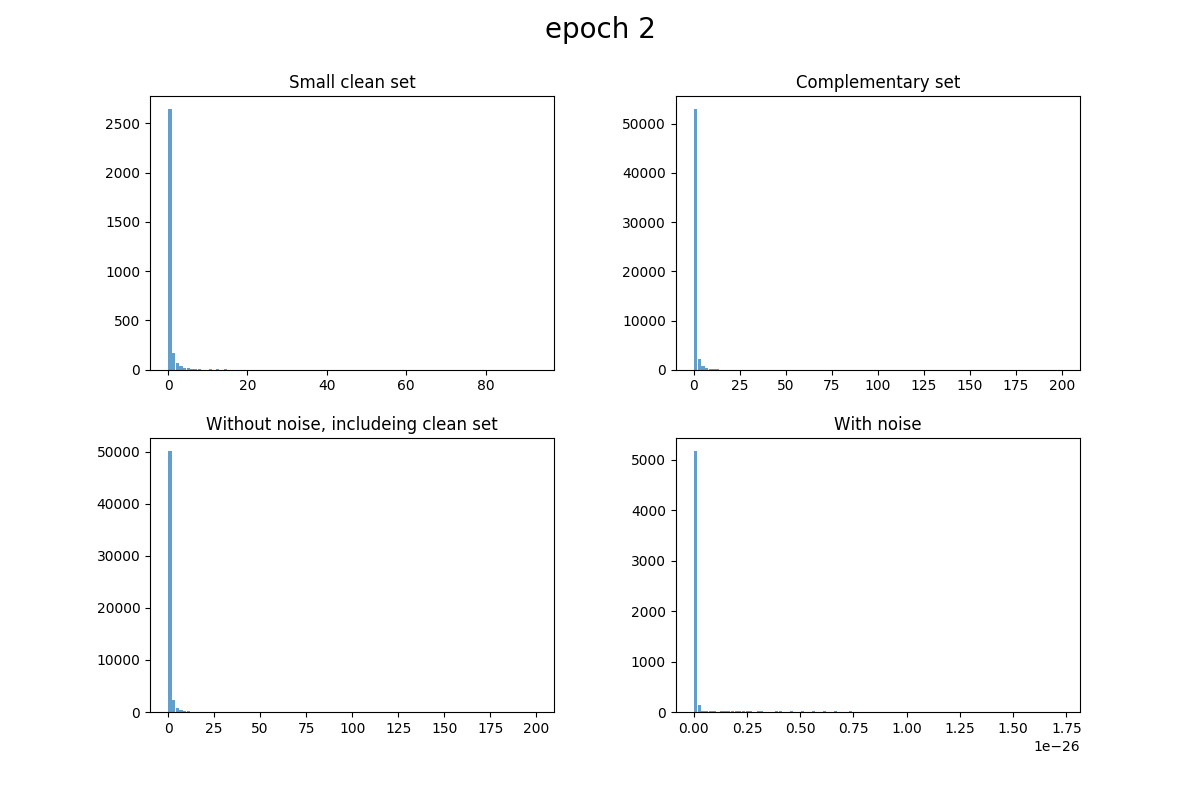 epoch 2
Small clean set
2500
2000
1500
1000
500
0
0 20 40 60 80
Complementary set
50000
40000
30000
20000
10000
0
0 25 50 75 100 125 150 175 200
Without noise, includeing clean set
50000
40000
30000
20000
10000
0
0 25 50 75 100 125 150 175 200
With noise
5000
4000
3000
2000
1000
0
0.00 0.25 0.50 0.75 1.00 1.25 1.50 1.75
1e−26